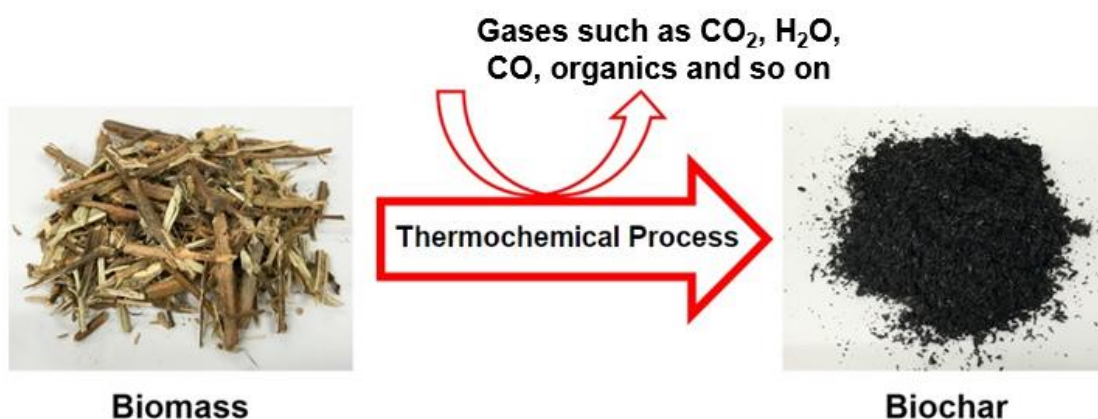 Gases such as CO₂, H₂O,
CO, organics and so on
Thermochemical Process
Biomass
Biochar